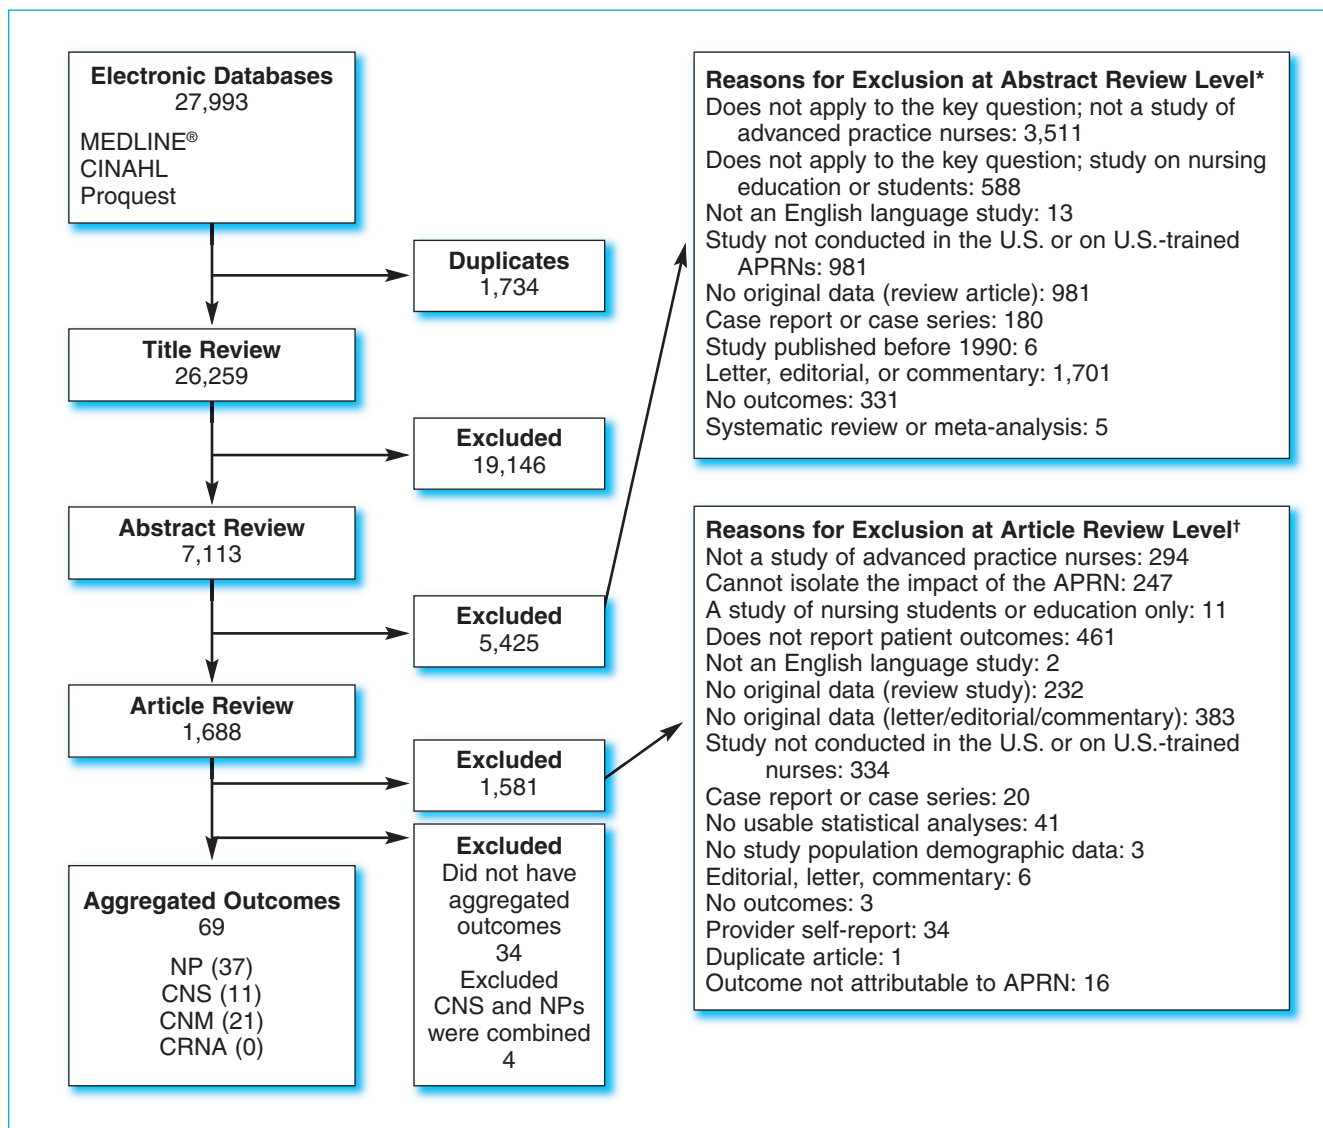 Electronic Databases
27,993
MEDLINE®
CINAHL
Proquest
Duplicates
1,734
Title Review
26,259
Excluded
19,146
Abstract Review
7,113
Excluded
5,425
Article Review
1,688
Excluded
1,581
Excluded
Did not have
aggregated
outcomes
34
Excluded
CNS and NPs
were combined
4
Aggregated Outcomes
69
NP (37)
CNS (11)
CNM (21)
CRNA (0)
Reasons for Exclusion at Abstract Review Level*
Does not apply to the key question; not a study of
advanced practice nurses: 3,511
Does not apply to the key question; study on nursing
education or students: 588
Not an English language study: 13
Study not conducted in the U.S. or on U.S.-trained
APRNs: 981
No original data (review article): 981
Case report or case series: 180
Study published before 1990: 6
Letter, editorial, or commentary: 1,701
No outcomes: 331
Systematic review or meta-analysis: 5
Reasons for Exclusion at Article Review Level†
Not a study of advanced practice nurses: 294
Cannot isolate the impact of the APRN: 247
A study of nursing students or education only: 11
Does not report patient outcomes: 461
Not an English language study: 2
No original data (review study): 232
No original data (letter/editorial/commentary): 383
Study not conducted in the U.S. or on U.S.-trained
nurses: 334
Case report or case series: 20
No usable statistical analyses: 41
No study population demographic data: 3
Editorial, letter, commentary: 6
No outcomes: 3
Provider self-report: 34
Duplicate article: 1
Outcome not attributable to APRN: 16